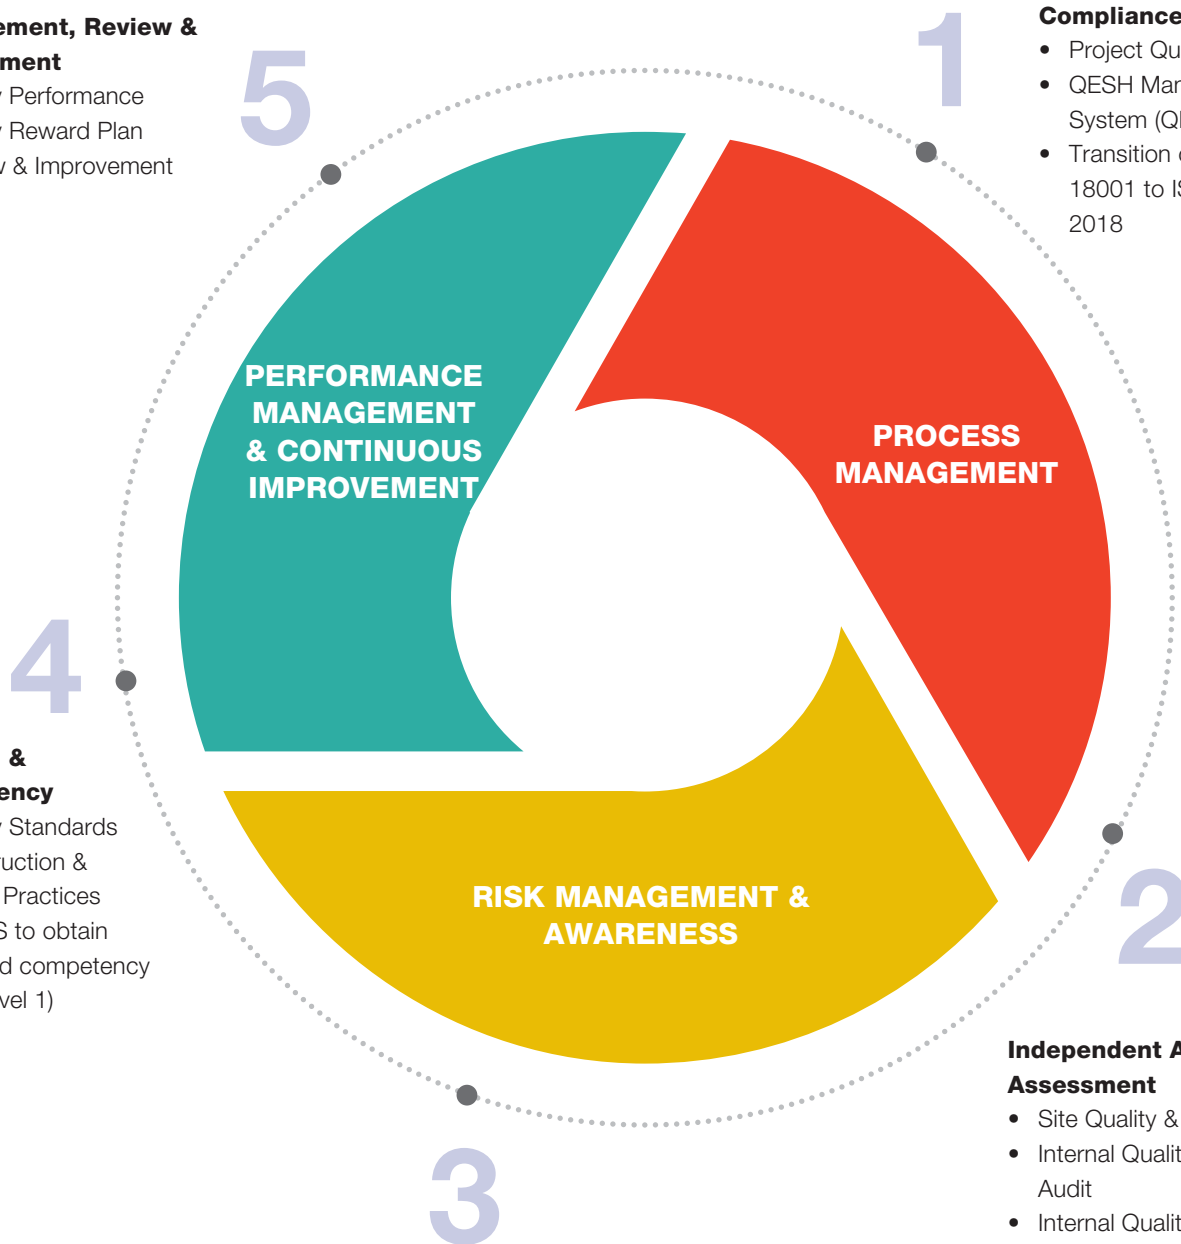 5
ement, Review &
ment
Performance
Reward Plan
& Improvement
1
Compliance
• Project Qu
• QESH Mar
System (Q
• Transition
18001 to IS
2018
PERFORMANCE
MANAGEMENT
& CONTINUOUS
IMPROVEMENT
PROCESS
MANAGEMENT
RISK MANAGEMENT &
AWARENESS
4
&
ency
Standards
ruction &
Practices
S to obtain
d competency
vel 1)
2
Independent A
Assessment
• Site Quality &
• Internal Qualit
Audit
• Internal Qualit
3